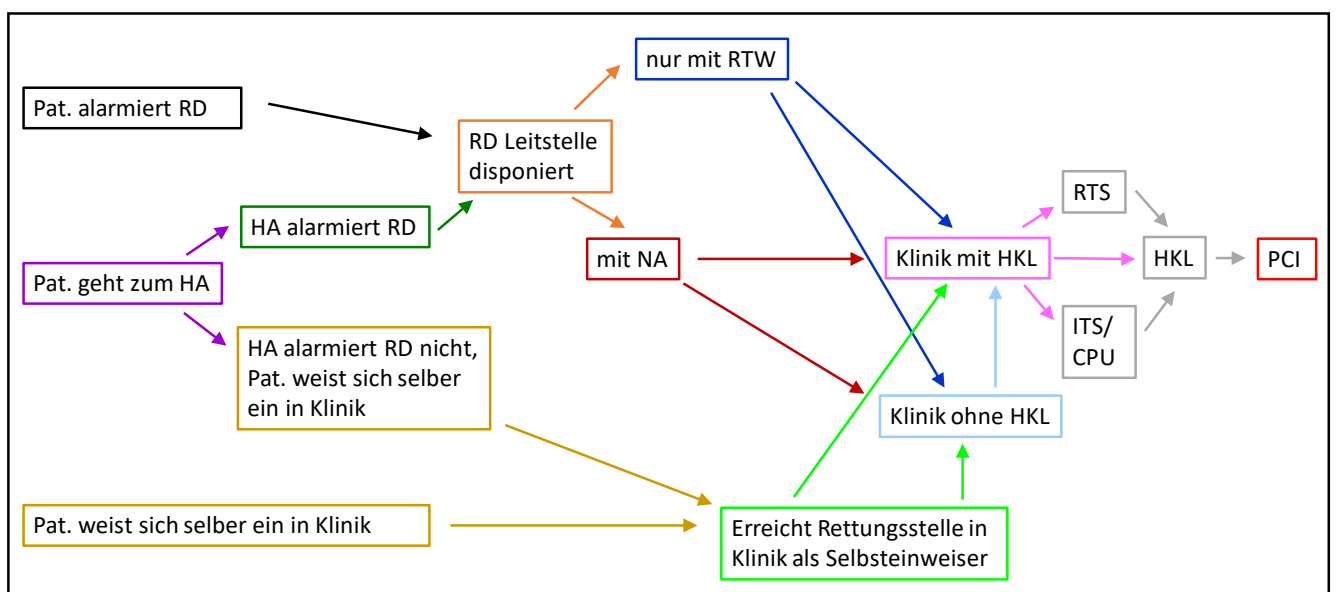 nur mit RTW
Pat. alarmiert RD
RD Leitstelle
disponiert
RTS
HA alarmiert RD
mit NA
Klinik mit HKL
HKL
PCI
Pat. geht zum HA
ITS/
CPU
HA alarmiert RD nicht,
Pat. weist sich selber
ein in Klinik
Klinik ohne HKL
Pat. weist sich selber ein in Klinik
Erreicht Rettungsstelle in
Klinik als Selbsteinweiser